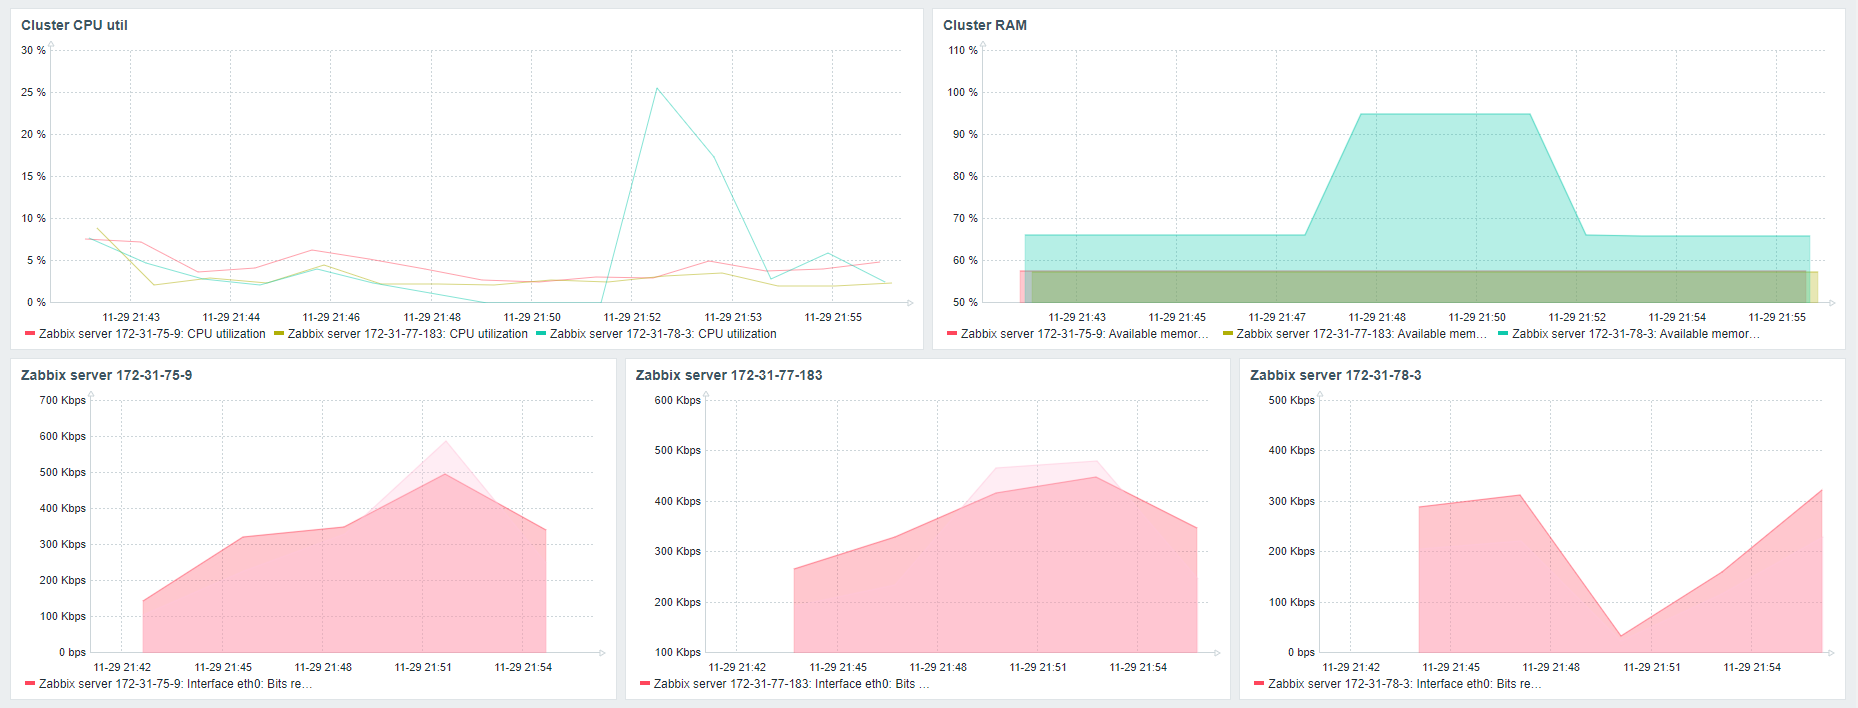 Cluster CPU util
30 %
25 %
20 %
15 %
10 %
5 %
0 %
11-29 21:43 11-29 21:44 11-29 21:46 11-29 21:48 11-29 21:50 11-29 21:52 11-29 21:53 11-29 21:55
Zabbix server 172-31-75-9: CPU utilization Zabbix server 172-31-77-183: CPU utilization Zabbix server 172-31-78-3: CPU utilization
Cluster RAM
110 %
100 %
90 %
80 %
70 %
60 %
50 %
11-29 21:43 11-29 21:45 11-29 21:47 11-29 21:48 11-29 21:50 11-29 21:52 11-29 21:54 11-29 21:55
Zabbix server 172-31-75-9: Available memor... Zabbix server 172-31-77-183: Available mem... Zabbix server 172-31-78-3: Available memor...
Zabbix server 172-31-75-9
700 Kbps
600 Kbps
500 Kbps
400 Kbps
300 Kbps
200 Kbps
100 Kbps
0 bps
11-29 21:42 11-29 21:45 11-29 21:48 11-29 21:51 11-29 21:54
Zabbix server 172-31-75-9: Interface eth0: Bits re...
Zabbix server 172-31-77-183
600 Kbps
500 Kbps
400 Kbps
300 Kbps
200 Kbps
100 Kbps
11-29 21:42 11-29 21:45 11-29 21:48 11-29 21:51 11-29 21:54
Zabbix server 172-31-77-183: Interface eth0: Bits ...
Zabbix server 172-31-78-3
500 Kbps
400 Kbps
300 Kbps
200 Kbps
100 Kbps
0 bps
11-29 21:42 11-29 21:45 11-29 21:48 11-29 21:51 11-29 21:54
Zabbix server 172-31-78-3: Interface eth0: Bits re...